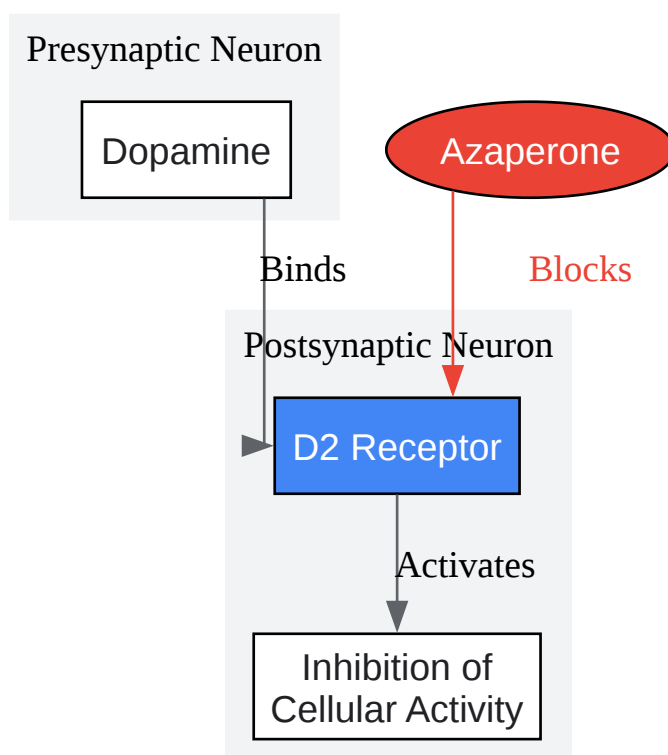 Presynaptic Neuron
Dopamine
Azaperone
Binds
Blocks
Postsynaptic Neuron
D2 Receptor
Activates
Inhibition of
Cellular Activity